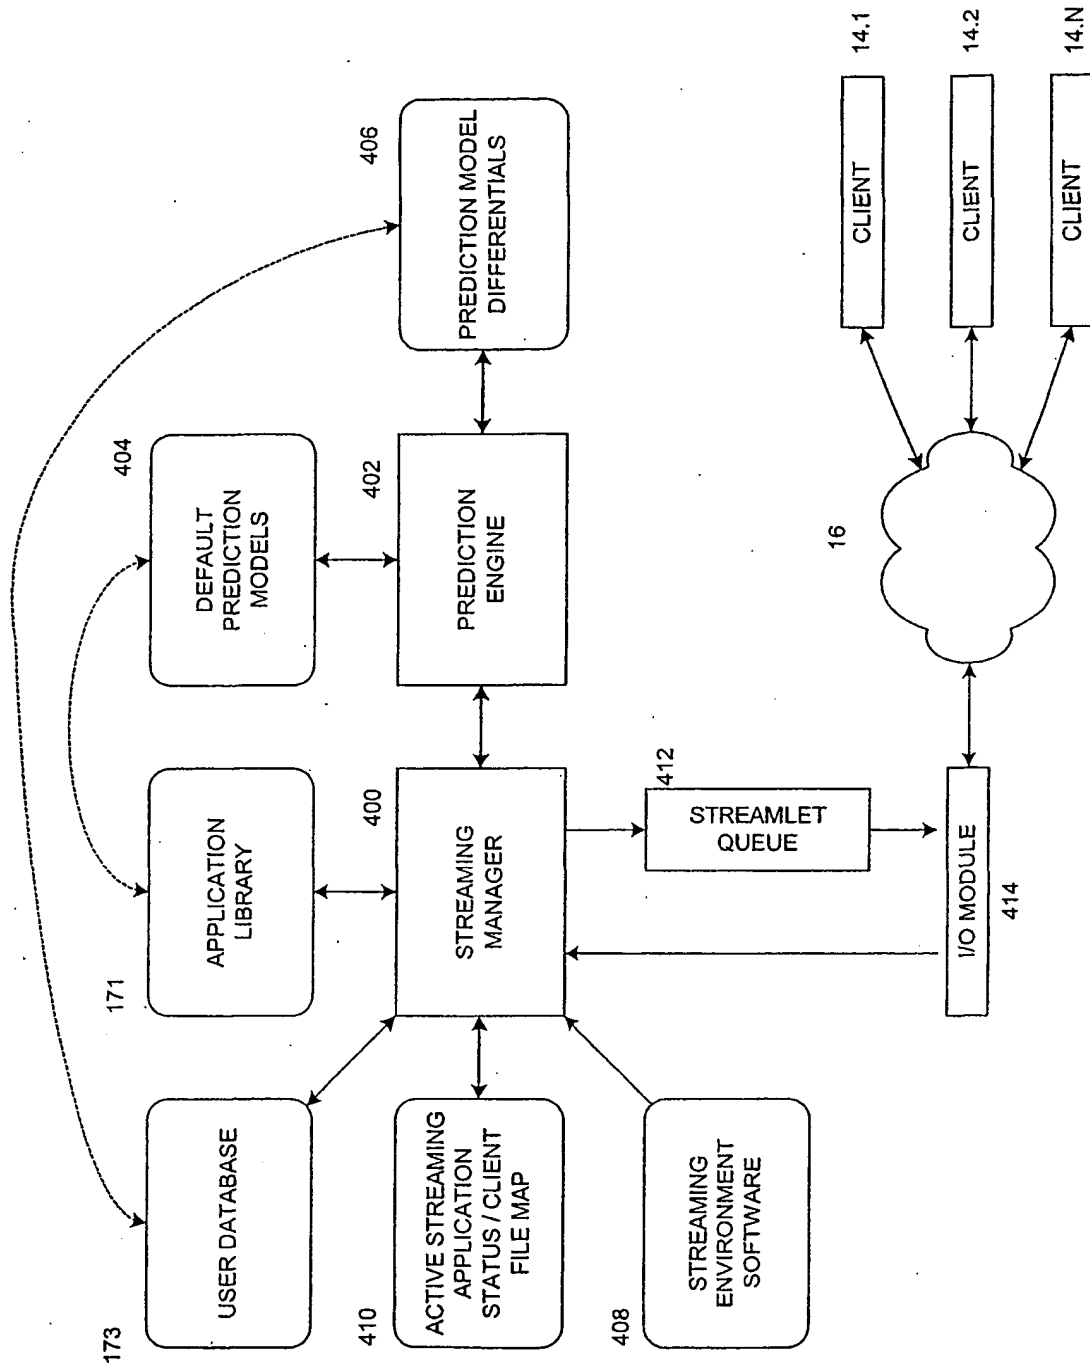 173
USER DATABASE
171
APPLICATION
LIBRARY
404
DEFAULT
PREDICTION
MODELS
410
ACTIVE STREAMING
APPLICATION
STATUS / CLIENT
FILE MAP
400
STREAMING
MANAGER
402
PREDICTION
ENGINE
406
PREDICTION MODEL
DIFFERENTIALS
408
STREAMING
ENVIRONMENT
SOFTWARE
412
STREAMLET
QUEUE
I/O MODULE
414
16
CLIENT
14.1
CLIENT
14.2
CLIENT
14.N